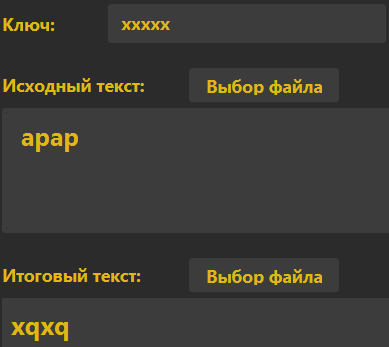 Ключ: xxxxx
Исходный текст: Выбор файла
apap
Итоговый текст: Выбор файла
xqxq